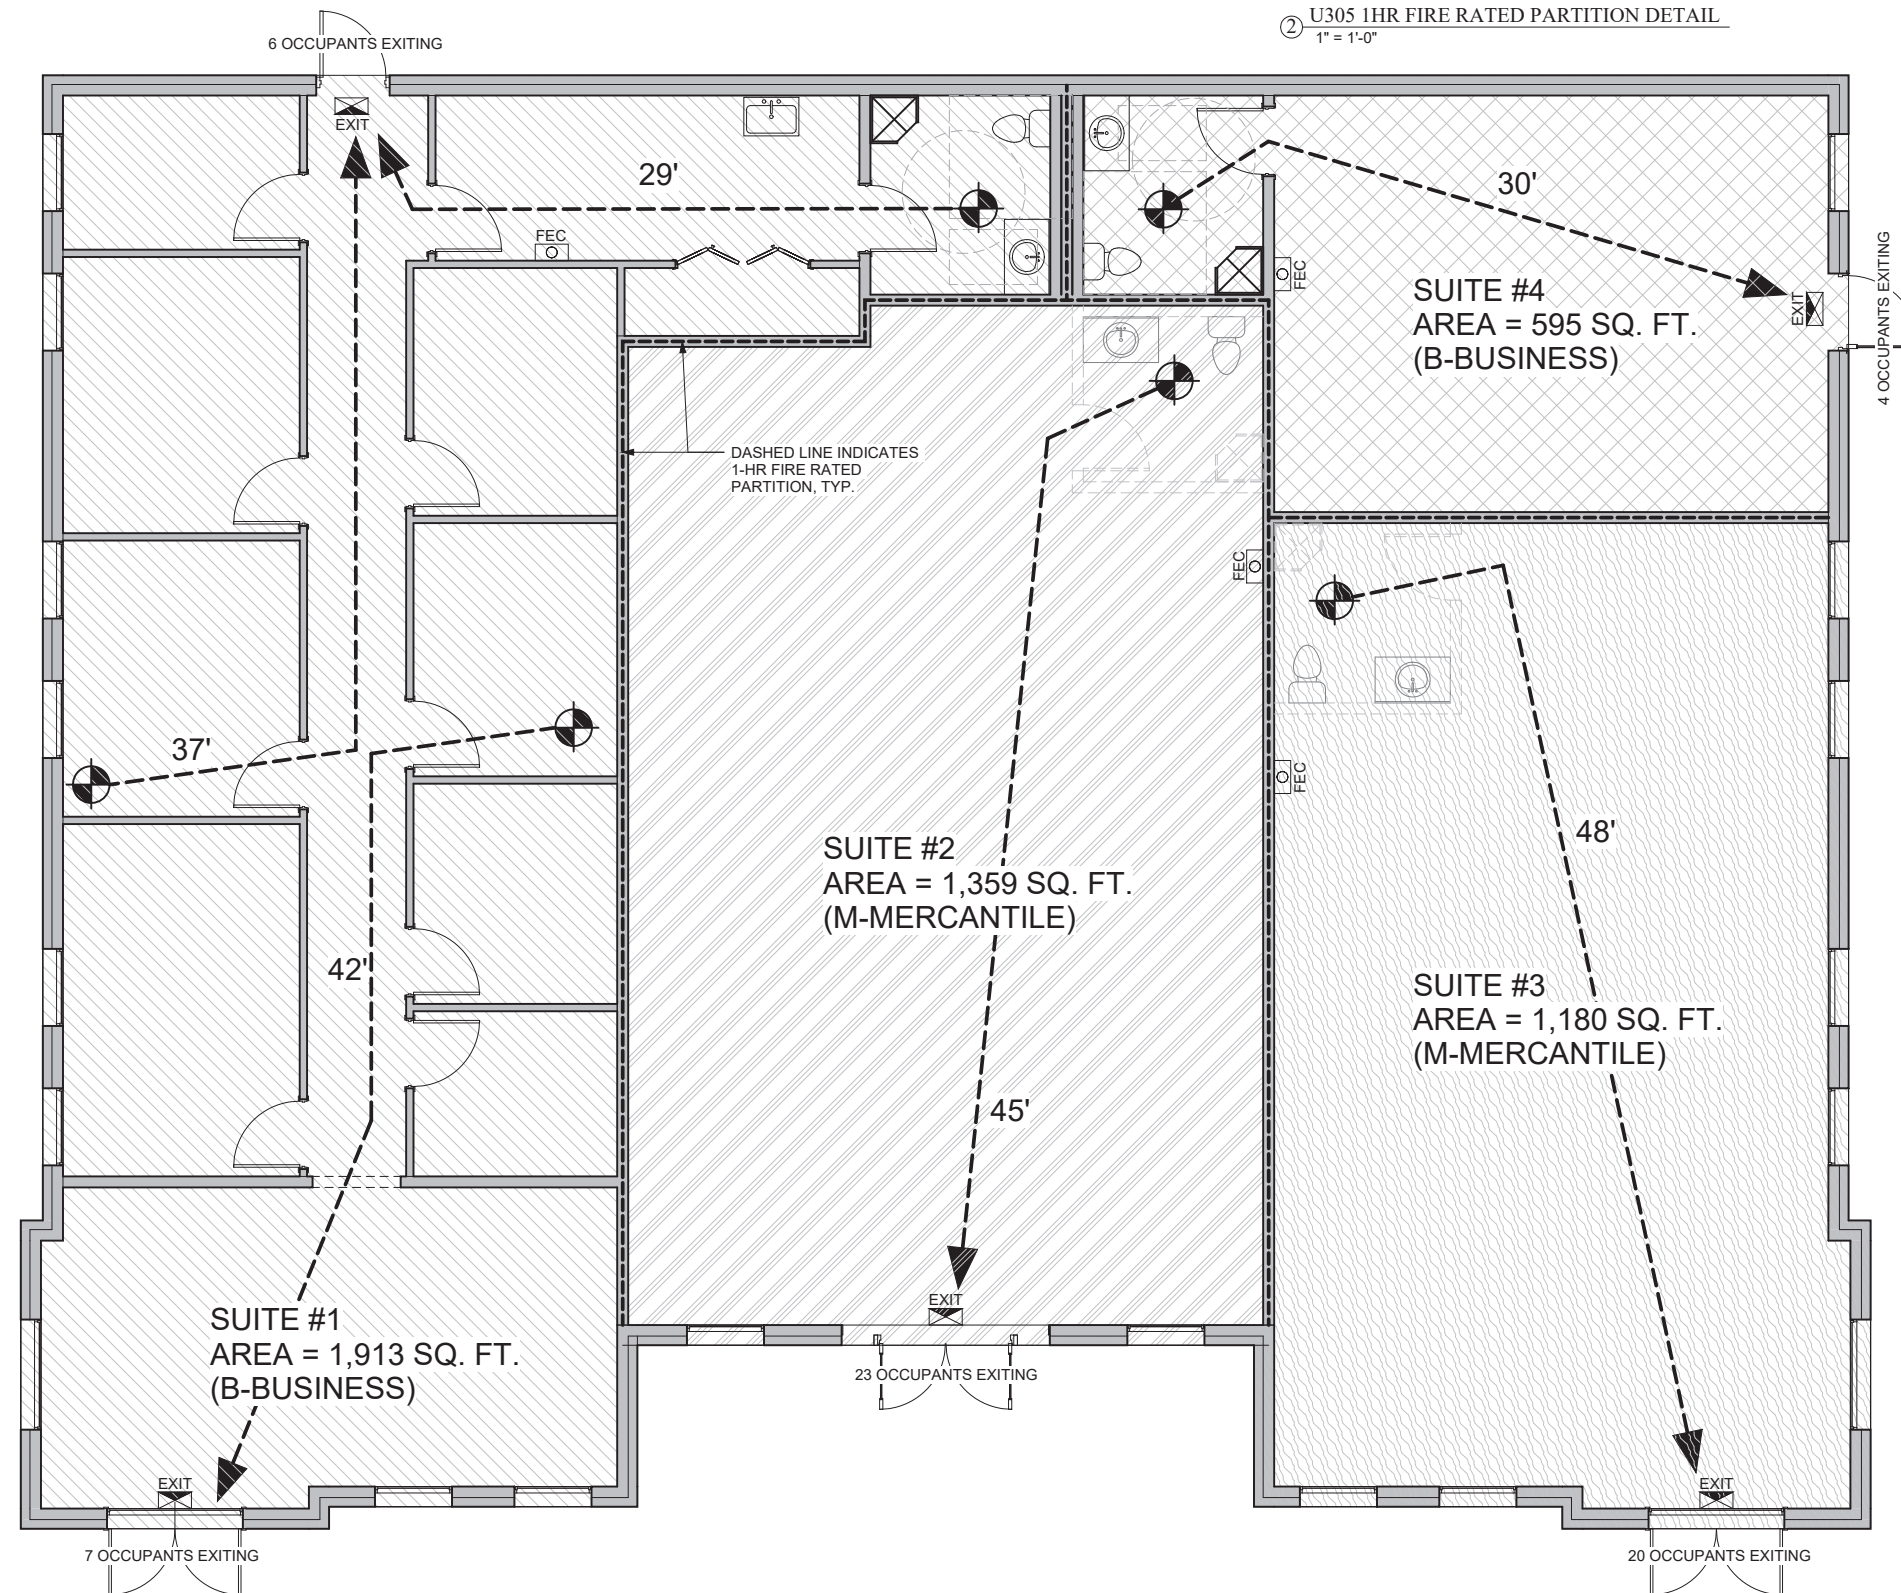 2 U305 1HR FIRE RATED PARTITION DETAIL
1" = 1'-0"
6 OCCUPANTS EXITING
EXIT
29'
30'
FEC
FEC
SUITE #4
AREA = 595 SQ. FT.
(B-BUSINESS)
EXIT
4 OCCUPANTS EXITING
DASHED LINE INDICATES
1-HR FIRE RATED
PARTITION, TYP.
FEC
37'
FEC
48'
SUITE #2
AREA = 1,359 SQ. FT.
(M-MERCANTILE)
42'
SUITE #3
AREA = 1,180 SQ. FT.
(M-MERCANTILE)
45'
EXIT
SUITE #1
AREA = 1,913 SQ. FT.
(B-BUSINESS)
23 OCCUPANTS EXITING
EXIT
EXIT
7 OCCUPANTS EXITING
20 OCCUPANTS EXITING